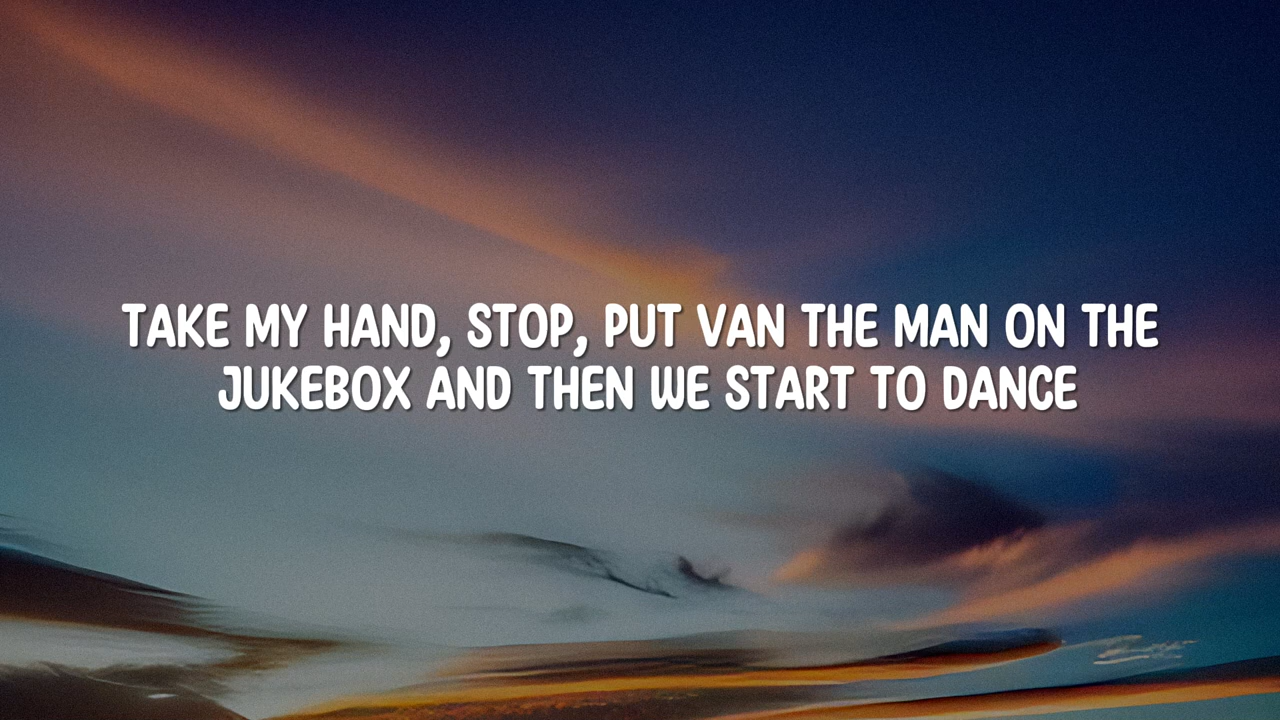 TAKE MY HAND, STOP, PUT VAN THE MAN ON THE
JUKEBOX AND THEN WE START TO DANCE